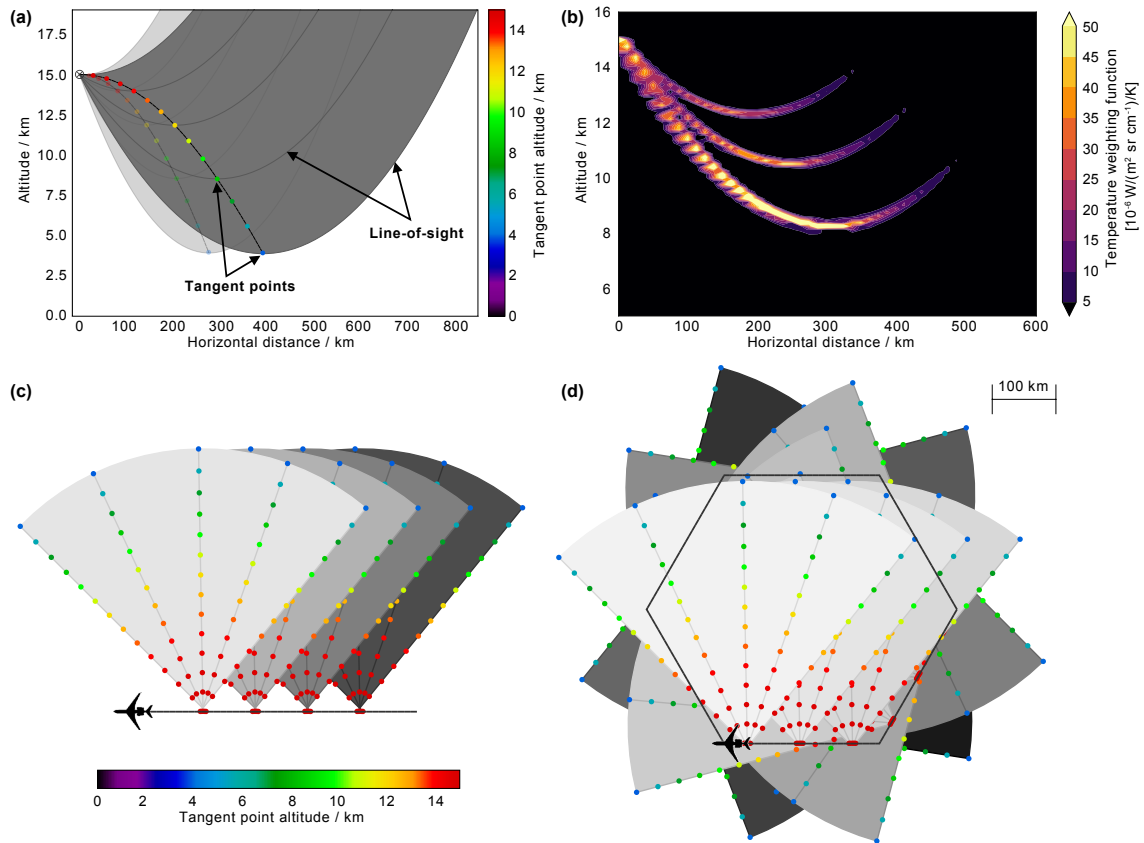 (a)
17.5
15.0
12.5
10.0
7.5
5.0
2.5
0.0
Altitude / km
0 100 200 300 400 500 600 700 800
Horizontal distance / km
Line-of-sight
Tangent points
14
12
10
8
6
4
2
0
Tangent point altitude / km
(b)
16
14
12
10
8
6
Altitude / km
0 100 200 300 400 500 600
Horizontal distance / km
50
45
40
35
30
25
20
15
10
5
Temperature weighting function
[10⁻⁶ W/(m² sr cm⁻¹)/K]
(c)
0 2 4 6 8 10 12 14
Tangent point altitude / km
(d)
100 km